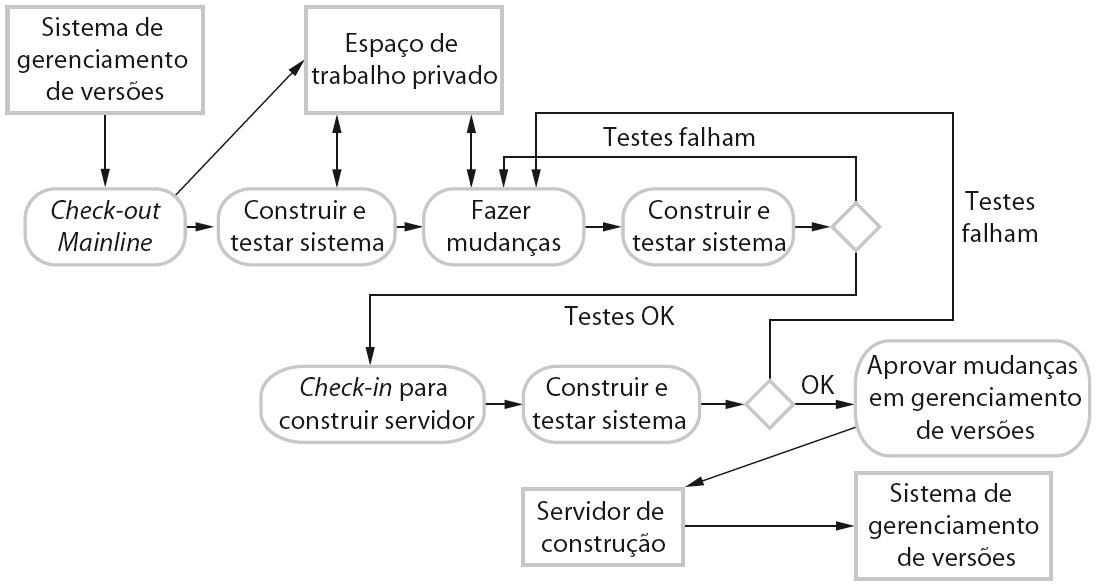 Sistema de
gerenciamento
de versões
Espaço de
trabalho privado
Testes falham
Check-out
Mainline
Construir e
testar sistema
Fazer
mudanças
Construir e
testar sistema
Testes
falham
Testes OK
Check-in para
construir servidor
Construir e
testar sistema
OK
Aprovar mudanças
em gerenciamento
de versões
Servidor de
construção
Sistema de
gerenciamento
de versões